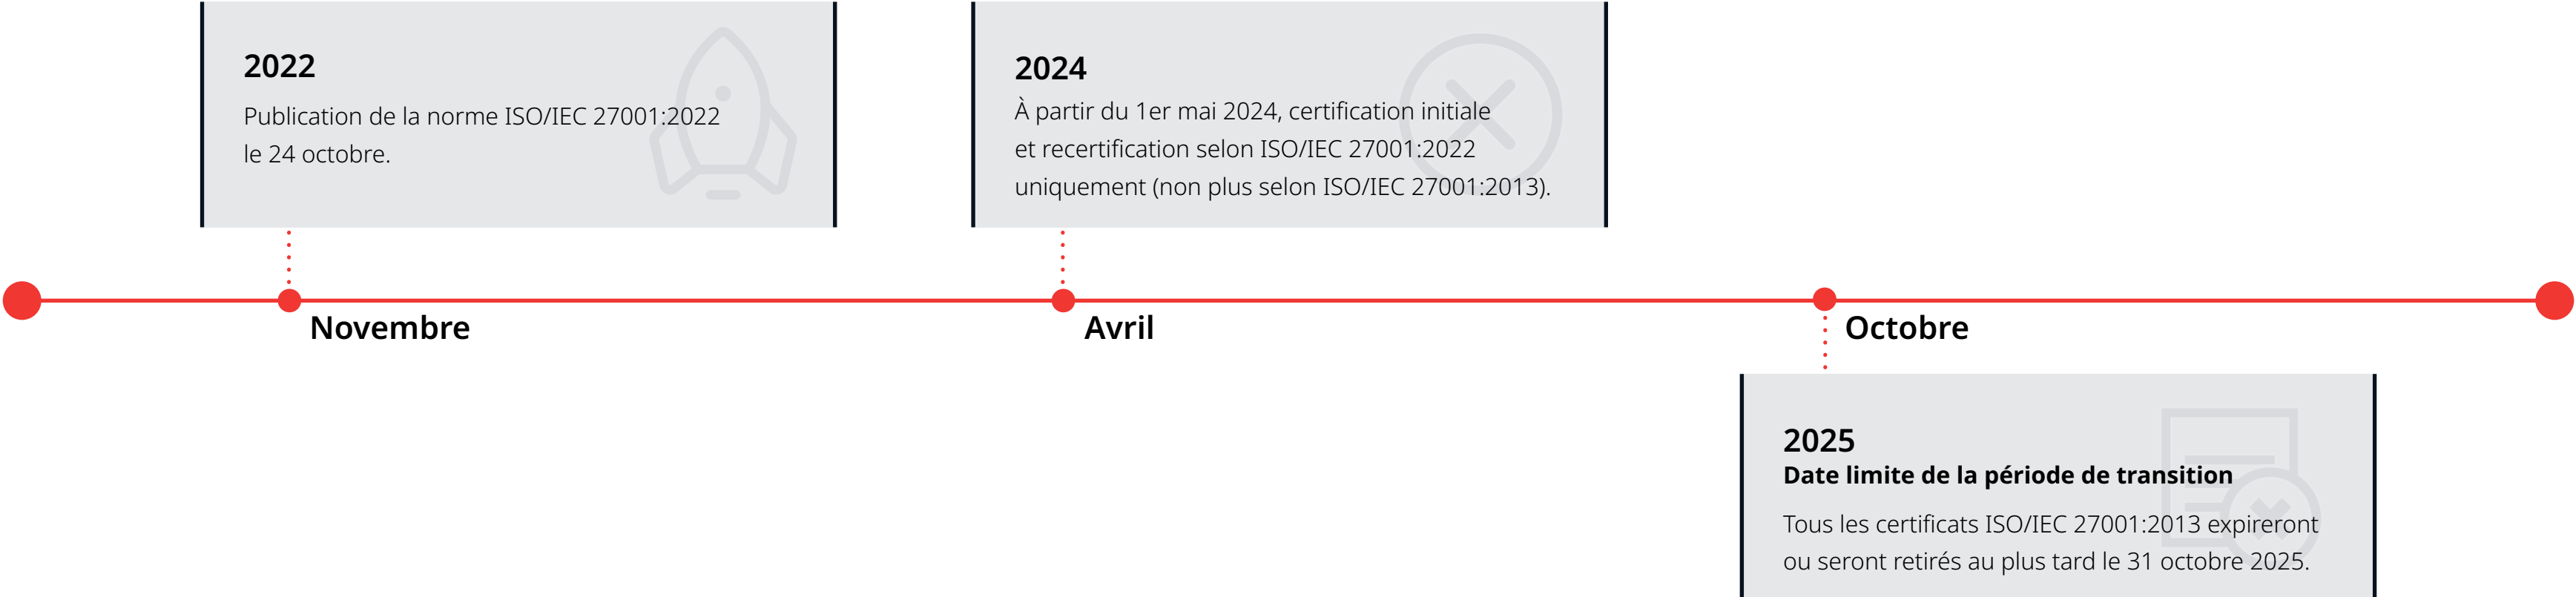 2022
Publication de la norme ISO/IEC 27001:2022
le 24 octobre.
2024
À partir du 1er mai 2024, certification initiale
et recertification selon ISO/IEC 27001:2022
uniquement (non plus selon ISO/IEC 27001:2013).
Novembre
Avril
Octobre
2025
Date limite de la période de transition
Tous les certificats ISO/IEC 27001:2013 expireront
ou seront retirés au plus tard le 31 octobre 2025.